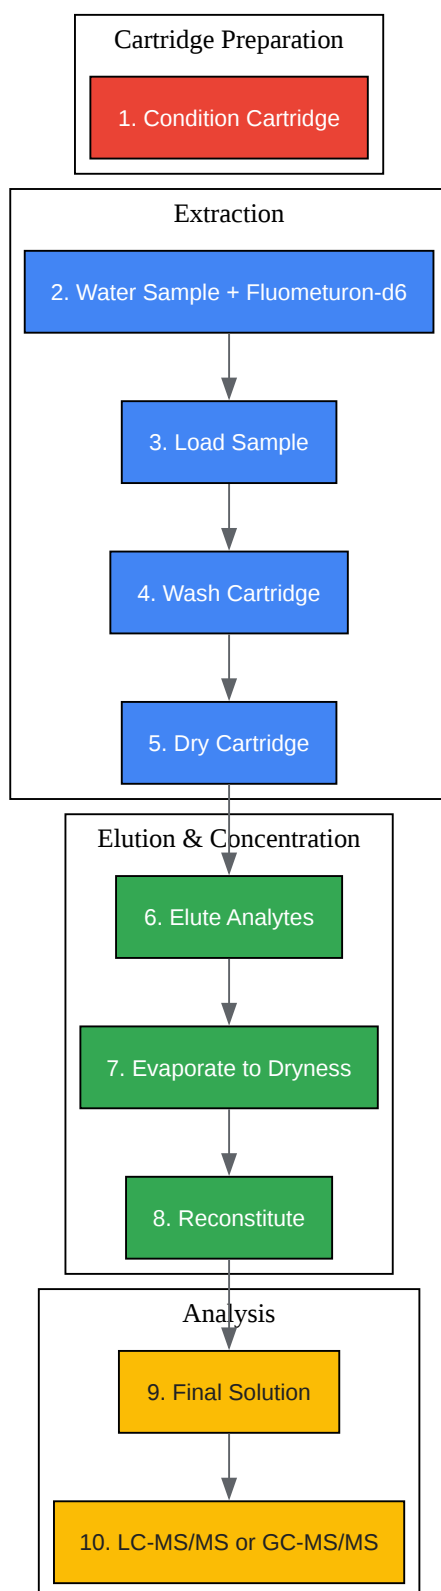 Cartridge Preparation
1. Condition Cartridge
Extraction
2. Water Sample + Fluometuron-d6
3. Load Sample
4. Wash Cartridge
5. Dry Cartridge
Elution & Concentration
6. Elute Analytes
7. Evaporate to Dryness
8. Reconstitute
Analysis
9. Final Solution
10. LC-MS/MS or GC-MS/MS